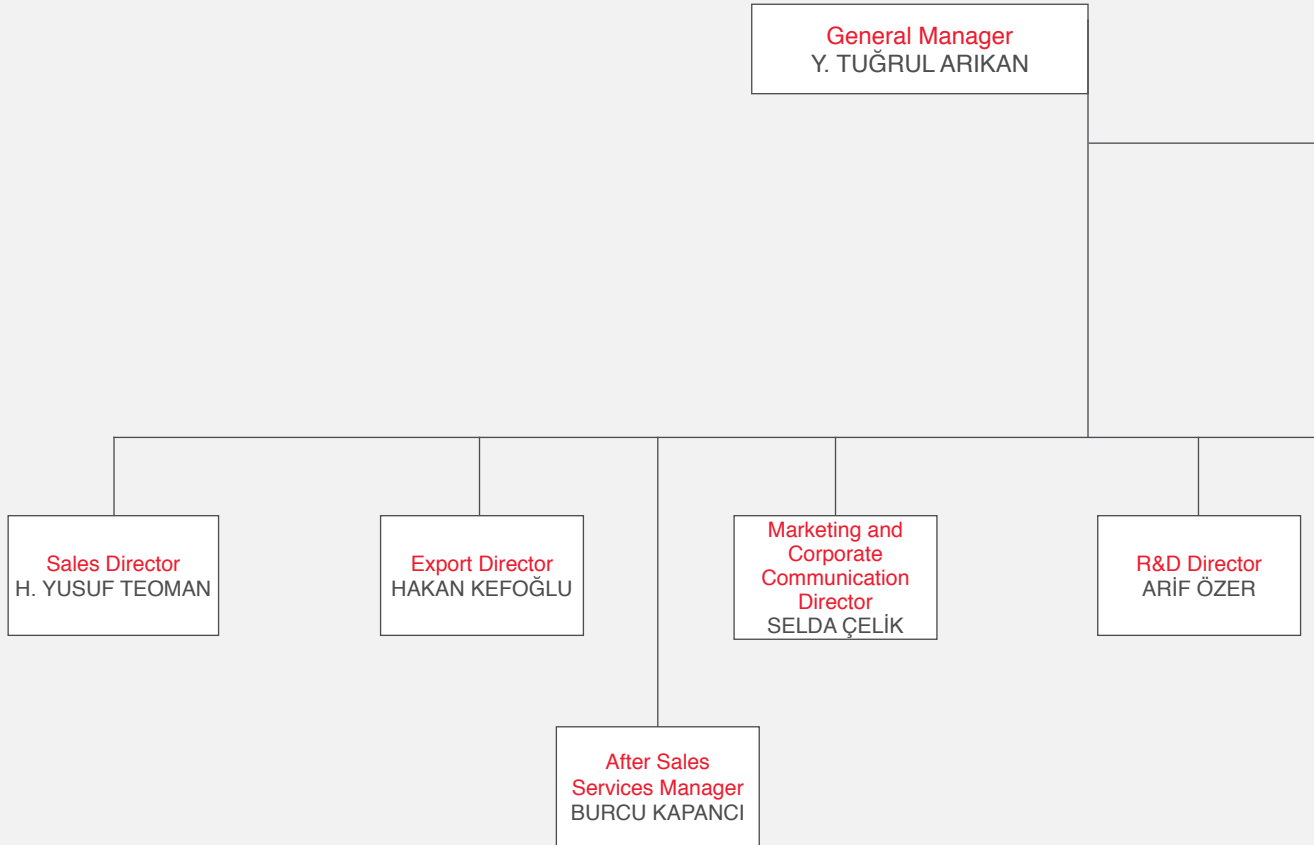 General Manager
Y. TUĞRUL ARIKAN
Sales Director
H. YUSUF TEOMAN
Export Director
HAKAN KEFOĞLU
Marketing and
Corporate
Communication
Director
SELDA ÇELİK
R&D Director
ARİF ÖZER
After Sales
Services Manager
BURCU KAPANCI